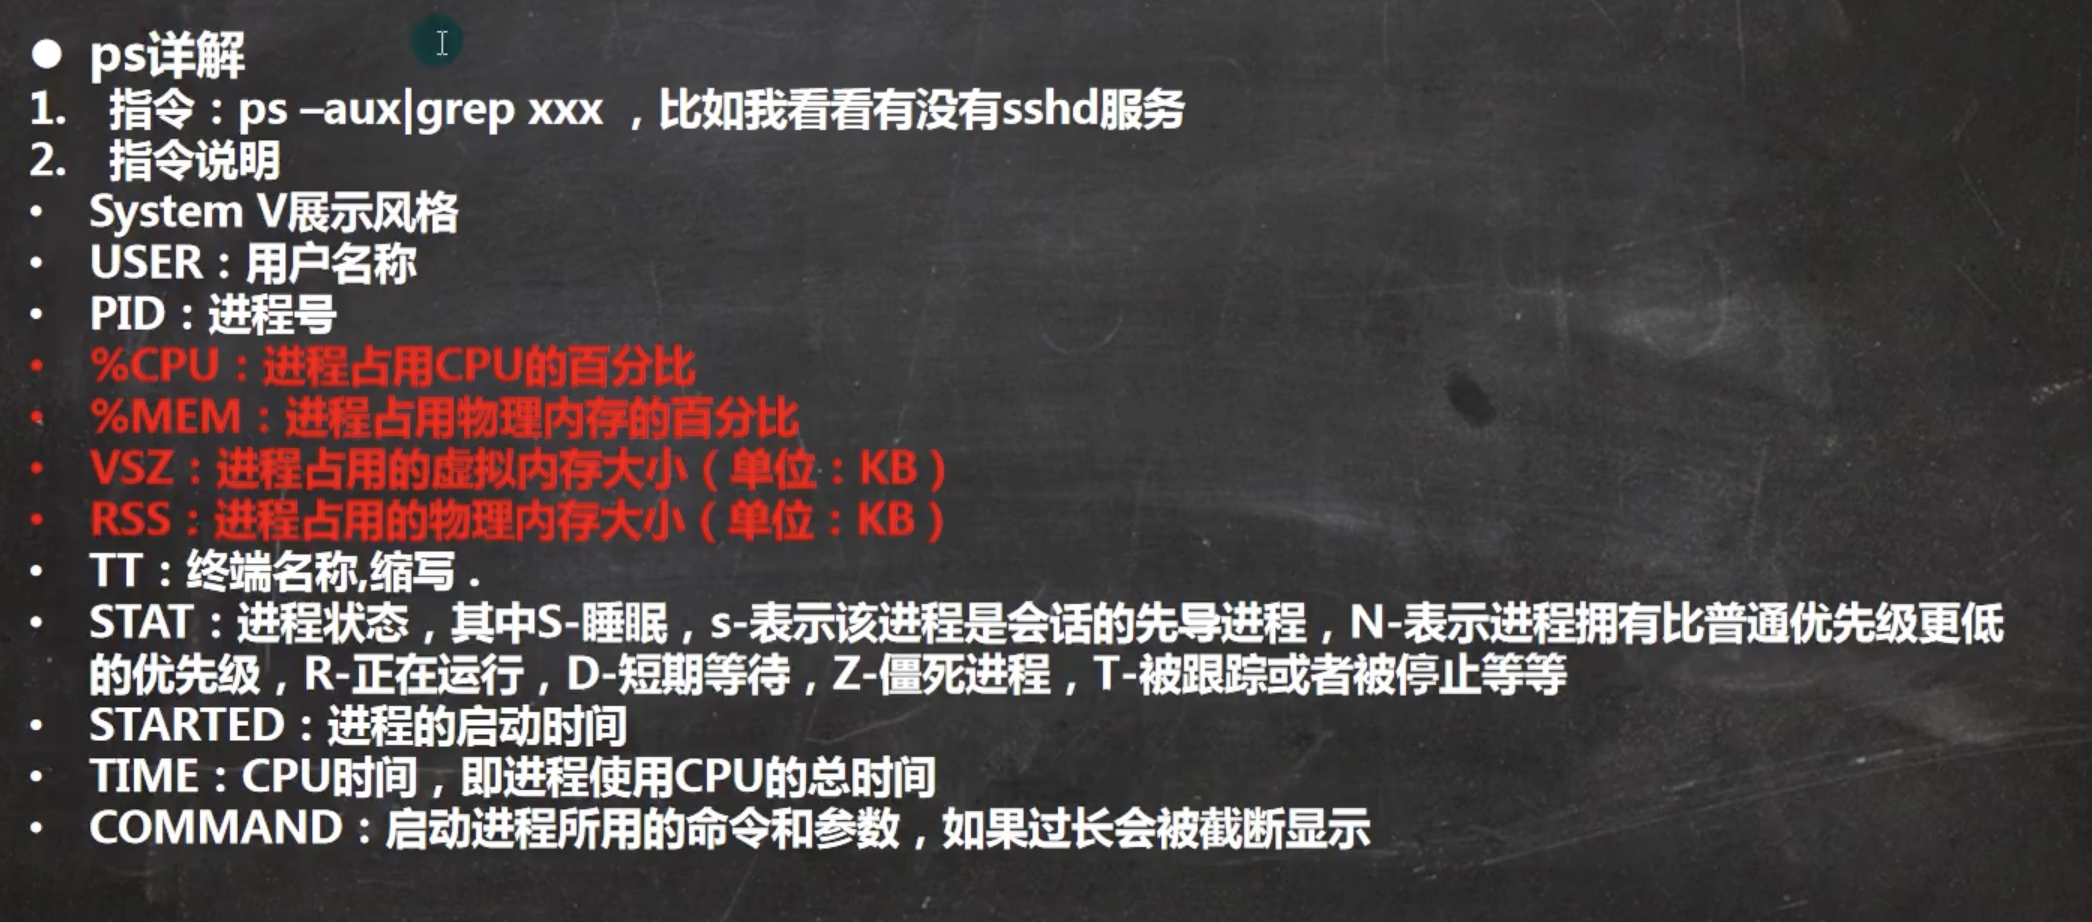 ● ps详解
1. 指令：ps –aux|grep xxx ，比如我看看有没有sshd服务
2. 指令说明
• System V展示风格
• USER：用户名称
• PID：进程号
• %CPU：进程占用CPU的百分比
• %MEM：进程占用物理内存的百分比
• VSZ：进程占用的虚拟内存大小（单位：KB）
• RSS：进程占用的物理内存大小（单位：KB）
• TT：终端名称,缩写．
• STAT：进程状态，其中S-睡眠，s-表示该进程是会话的先导进程，N-表示进程拥有比普通优先级更低
的优先级，R-正在运行，D-短期等待，Z-僵死进程，T-被跟踪或者被停止等等
• STARTED：进程的启动时间
• TIME：CPU时间，即进程使用CPU的总时间
• COMMAND：启动进程所用的命令和参数，如果过长会被截断显示